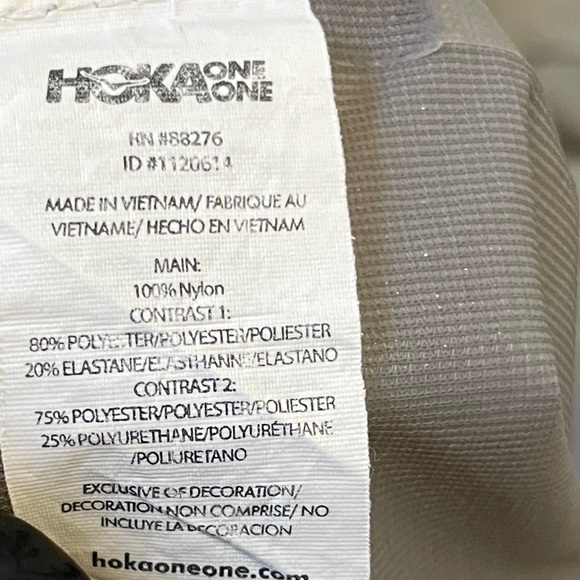 HOKA ONE ONE
RN #88276
ID #1120614
MADE IN VIETNAM/ FABRIQUE AU
VIETNAME/ HECHO EN VIETNAM
MAIN:
100% Nylon
CONTRAST 1:
80% POLYESTER/POLYESTER/POLIESTER
20% ELASTANE/ELASTHANNE/ELASTANO
CONTRAST 2:
75% POLYESTER/POLYESTER/POLIESTER
25% POLYURETHANE/POLYURÉTHANE
/POLIURETANO
EXCLUSIVE OF DECORATION/
DECORATION NON COMPRISE/ NO
INCLUYE LA DECORACION
hokaoneone.com